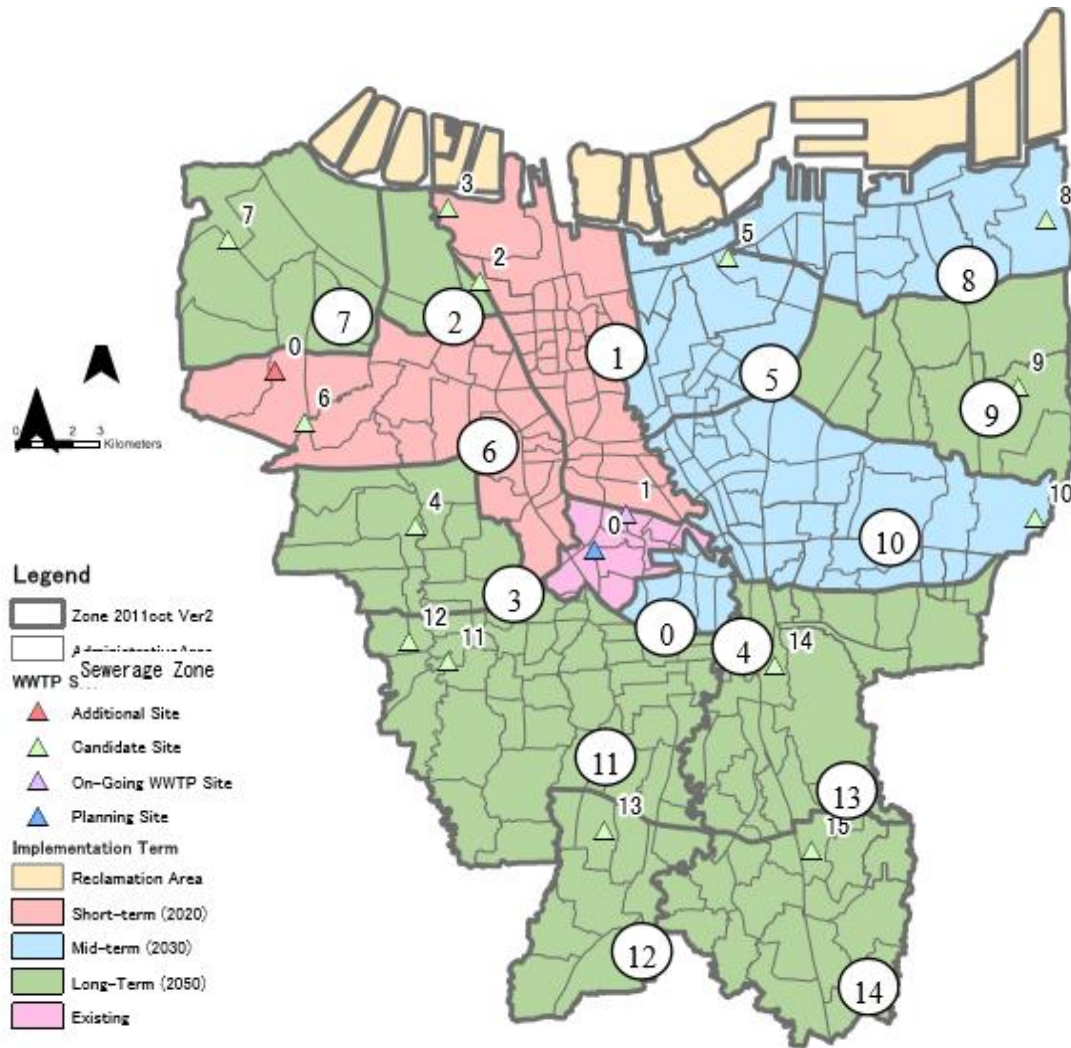 3
7
2
5
8
8
7
2
0
1
6
5
9
9
6
4
1
0
10
10
2 3
Kilometers
3
12
11
0
4
14
11
13
13
15
12
14
Legend
Zone 2011oct Ver2
Sewerage Zone
WWTP S...
Additional Site
Candidate Site
On-Going WWTP Site
Planning Site
Implementation Term
Reclamation Area
Short-term (2020)
Mid-term (2030)
Long-Term (2050)
Existing